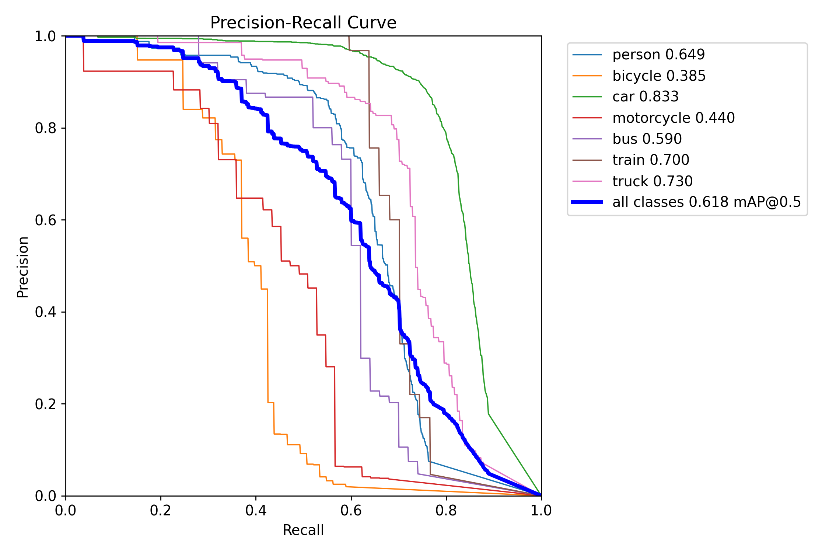 Precision-Recall Curve
1.0
0.8
0.6
0.4
0.2
0.0
Precision
0.0 0.2 0.4 0.6 0.8 1.0
Recall
person 0.649
bicycle 0.385
car 0.833
motorcycle 0.440
bus 0.590
train 0.700
truck 0.730
all classes 0.618 mAP@0.5